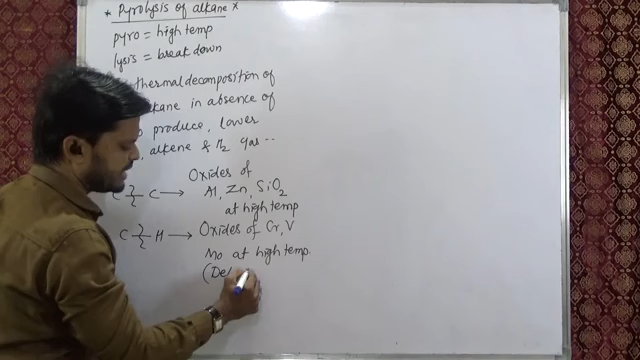 * Pyrolysis of alkane x
pyro = high temp
lysis = break down
thermal decomposition of
in absence of
produce, lower
alkene & H2 gas --
C C → Oxides of
Al, Zn, SiO2
at high temp
C H → Oxides of Cr, V
Mo at high temp.
(De